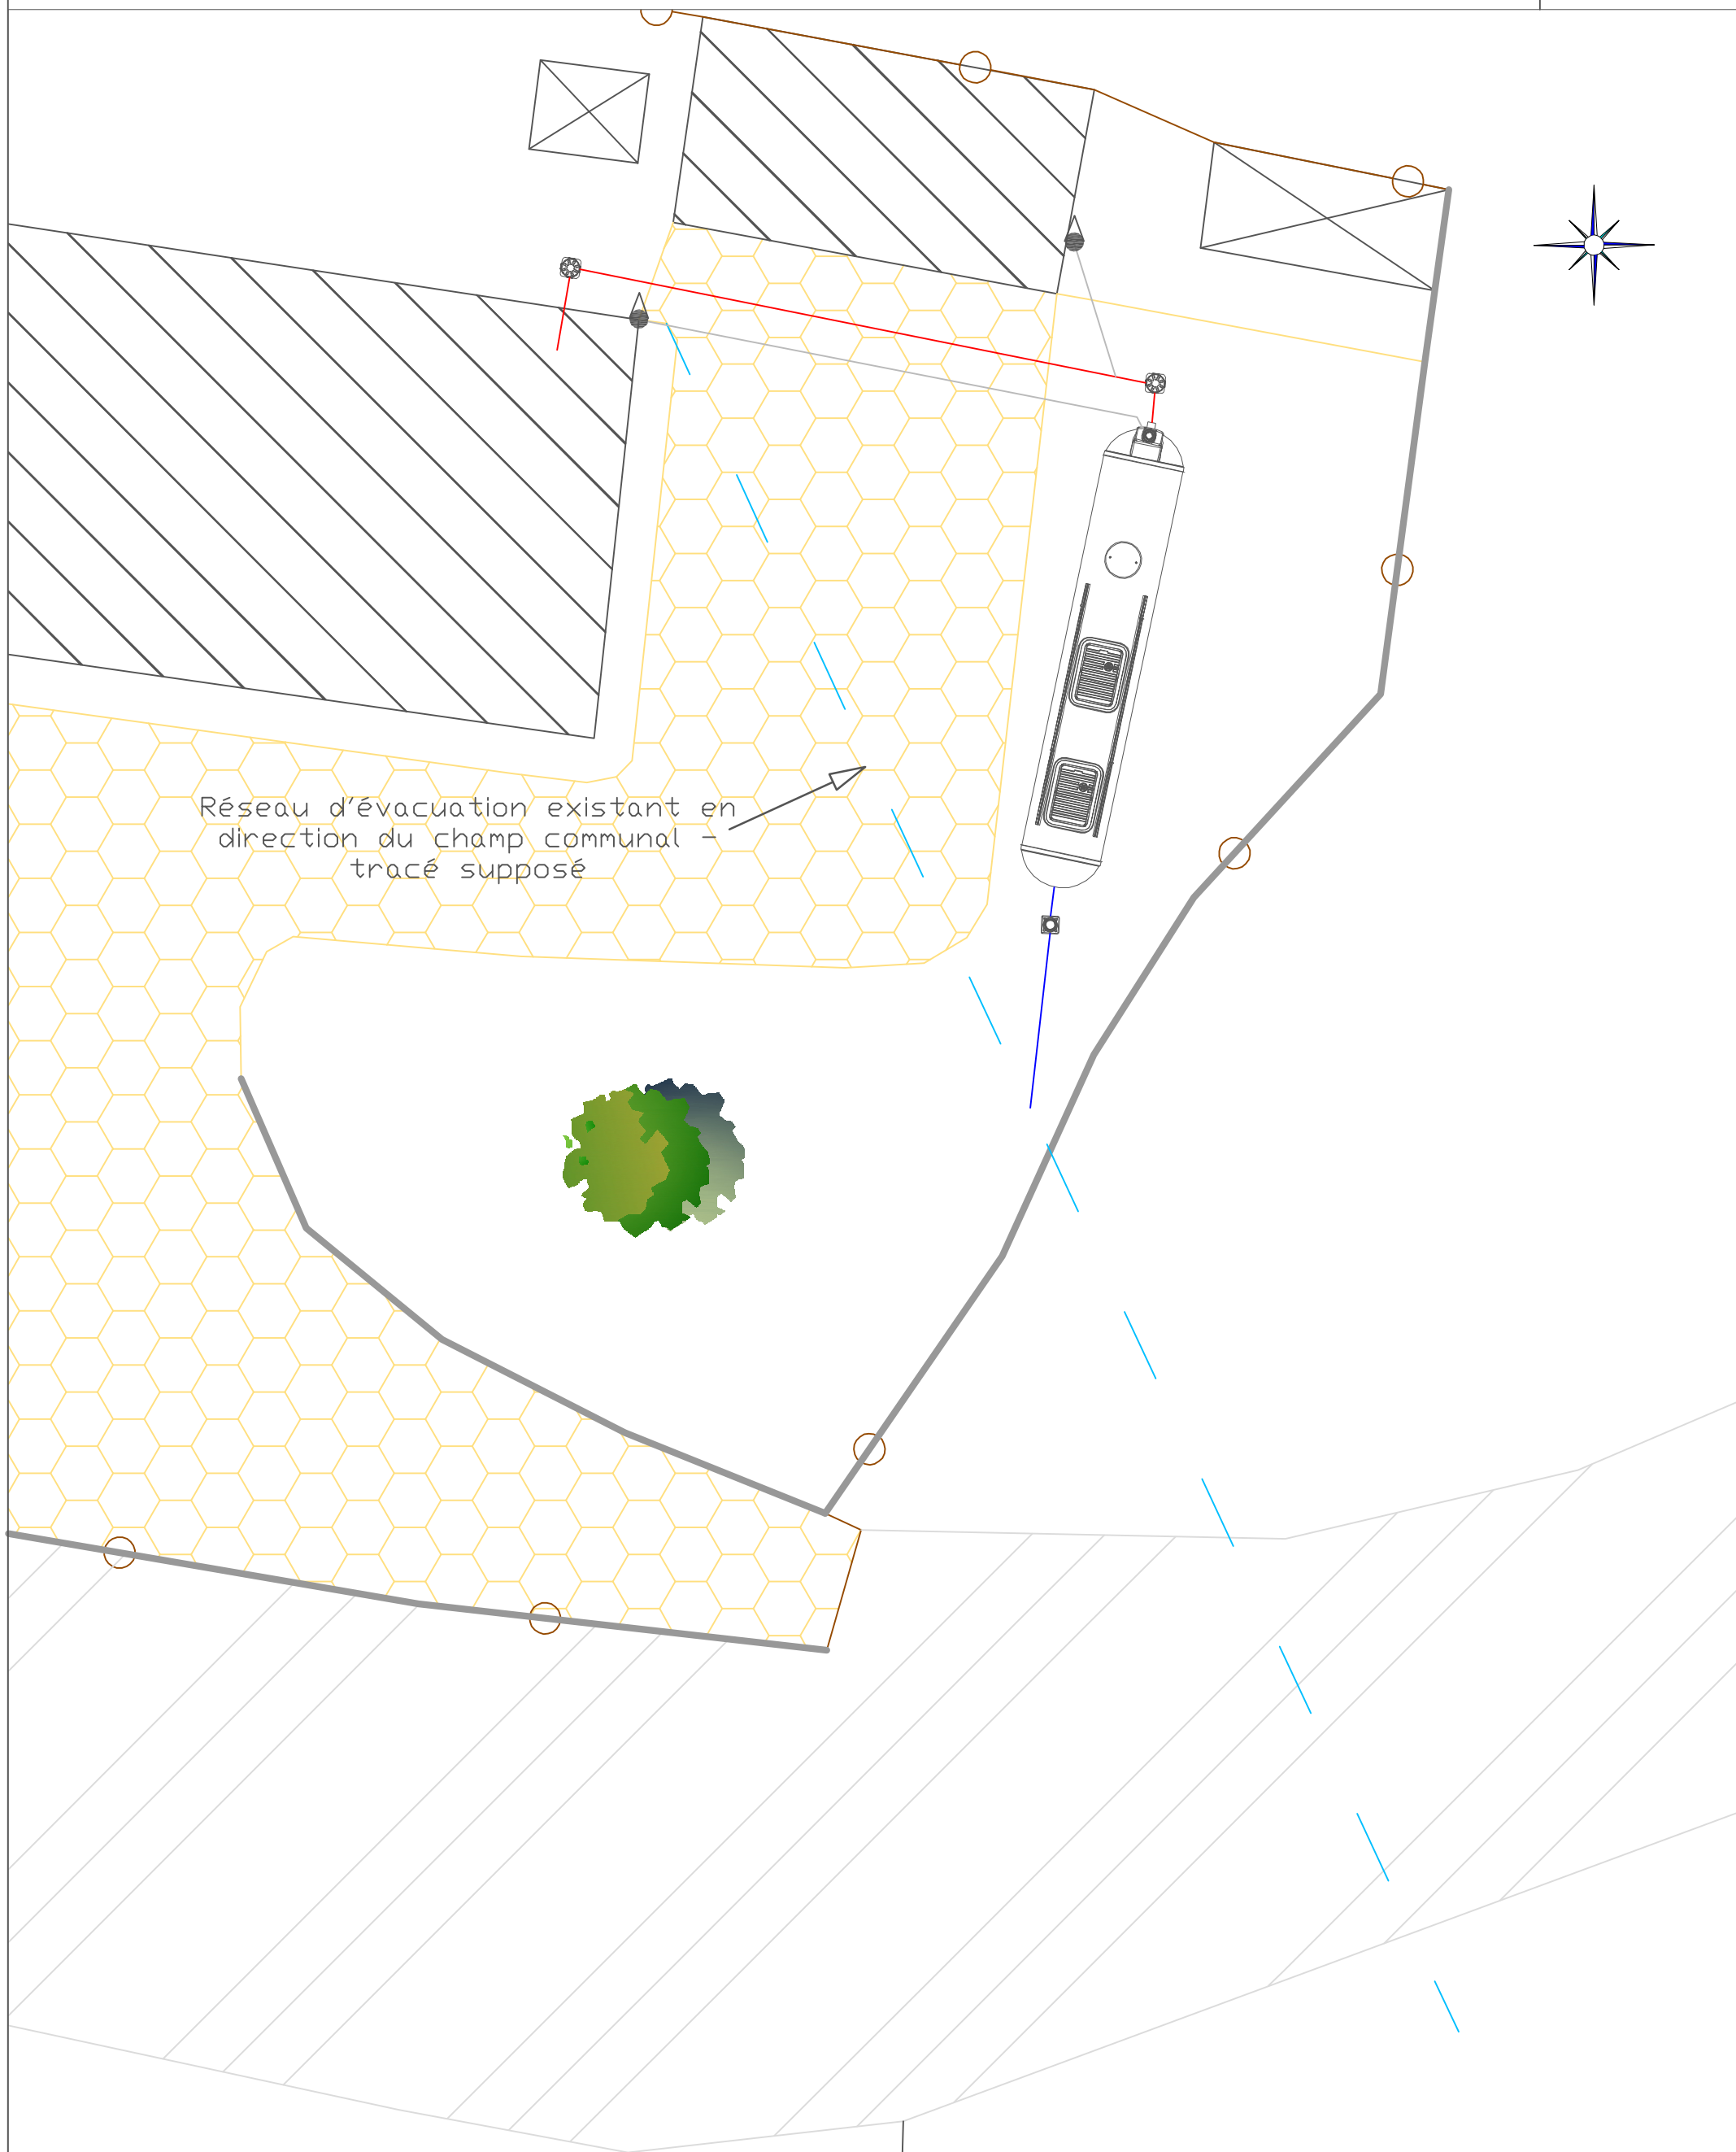 Réseau d'évacuation existant en
direction du champ communal -
tracé supposé